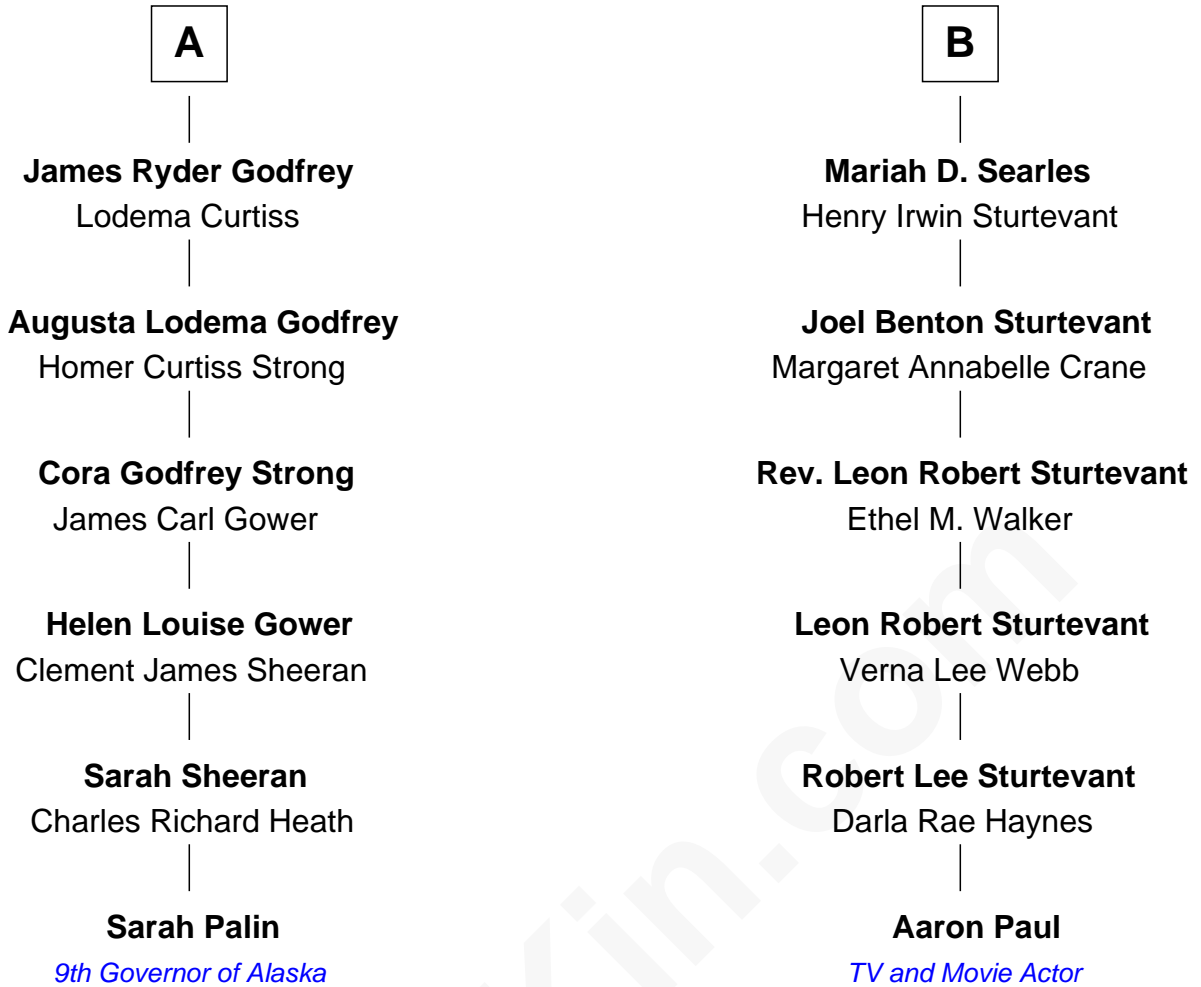 A
James Ryder Godfrey
Lodema Curtiss
Augusta Lodema Godfrey
Homer Curtiss Strong
Cora Godfrey Strong
James Carl Gower
Helen Louise Gower
Clement James Sheeran
Sarah Sheeran
Charles Richard Heath
Sarah Palin
9th Governor of Alaska
B
Mariah D. Searles
Henry Irwin Sturtevant
Joel Benton Sturtevant
Margaret Annabelle Crane
Rev. Leon Robert Sturtevant
Ethel M. Walker
Leon Robert Sturtevant
Verna Lee Webb
Robert Lee Sturtevant
Darla Rae Haynes
Aaron Paul
TV and Movie Actor
Kin.com